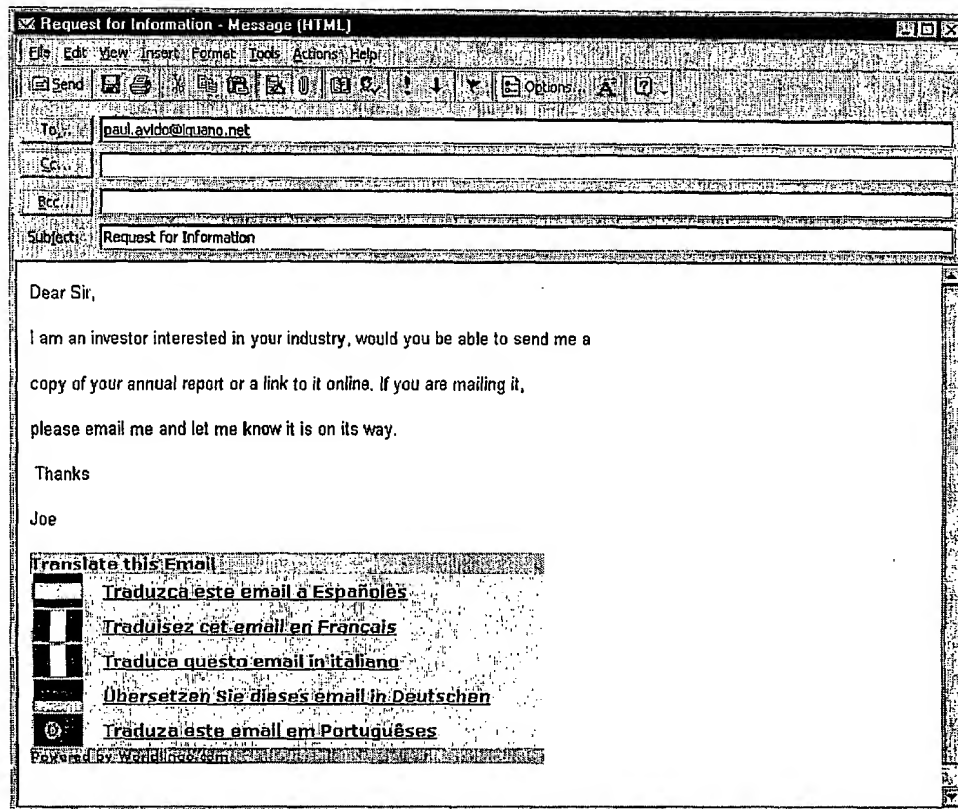 Request for Information - Message (HTML)
File Edit View Insert Format Tools Actions Help
Send Options...
To... paul.avido@iquano.net
Cc...
Bcc...
Subject: Request for Information
Dear Sir,
I am an investor interested in your industry, would you be able to send me a
copy of your annual report or a link to it online. If you are mailing it,
please email me and let me know it is on its way.
Thanks
Joe
Translate this Email
Traduzca este email a Españoles
Traduisez cet email en Français
Traduca questo email in italiano
Übersetzen Sie dieses email in Deutschen
Traduza este email em Portuguêses
Powered by Worldlingo.com